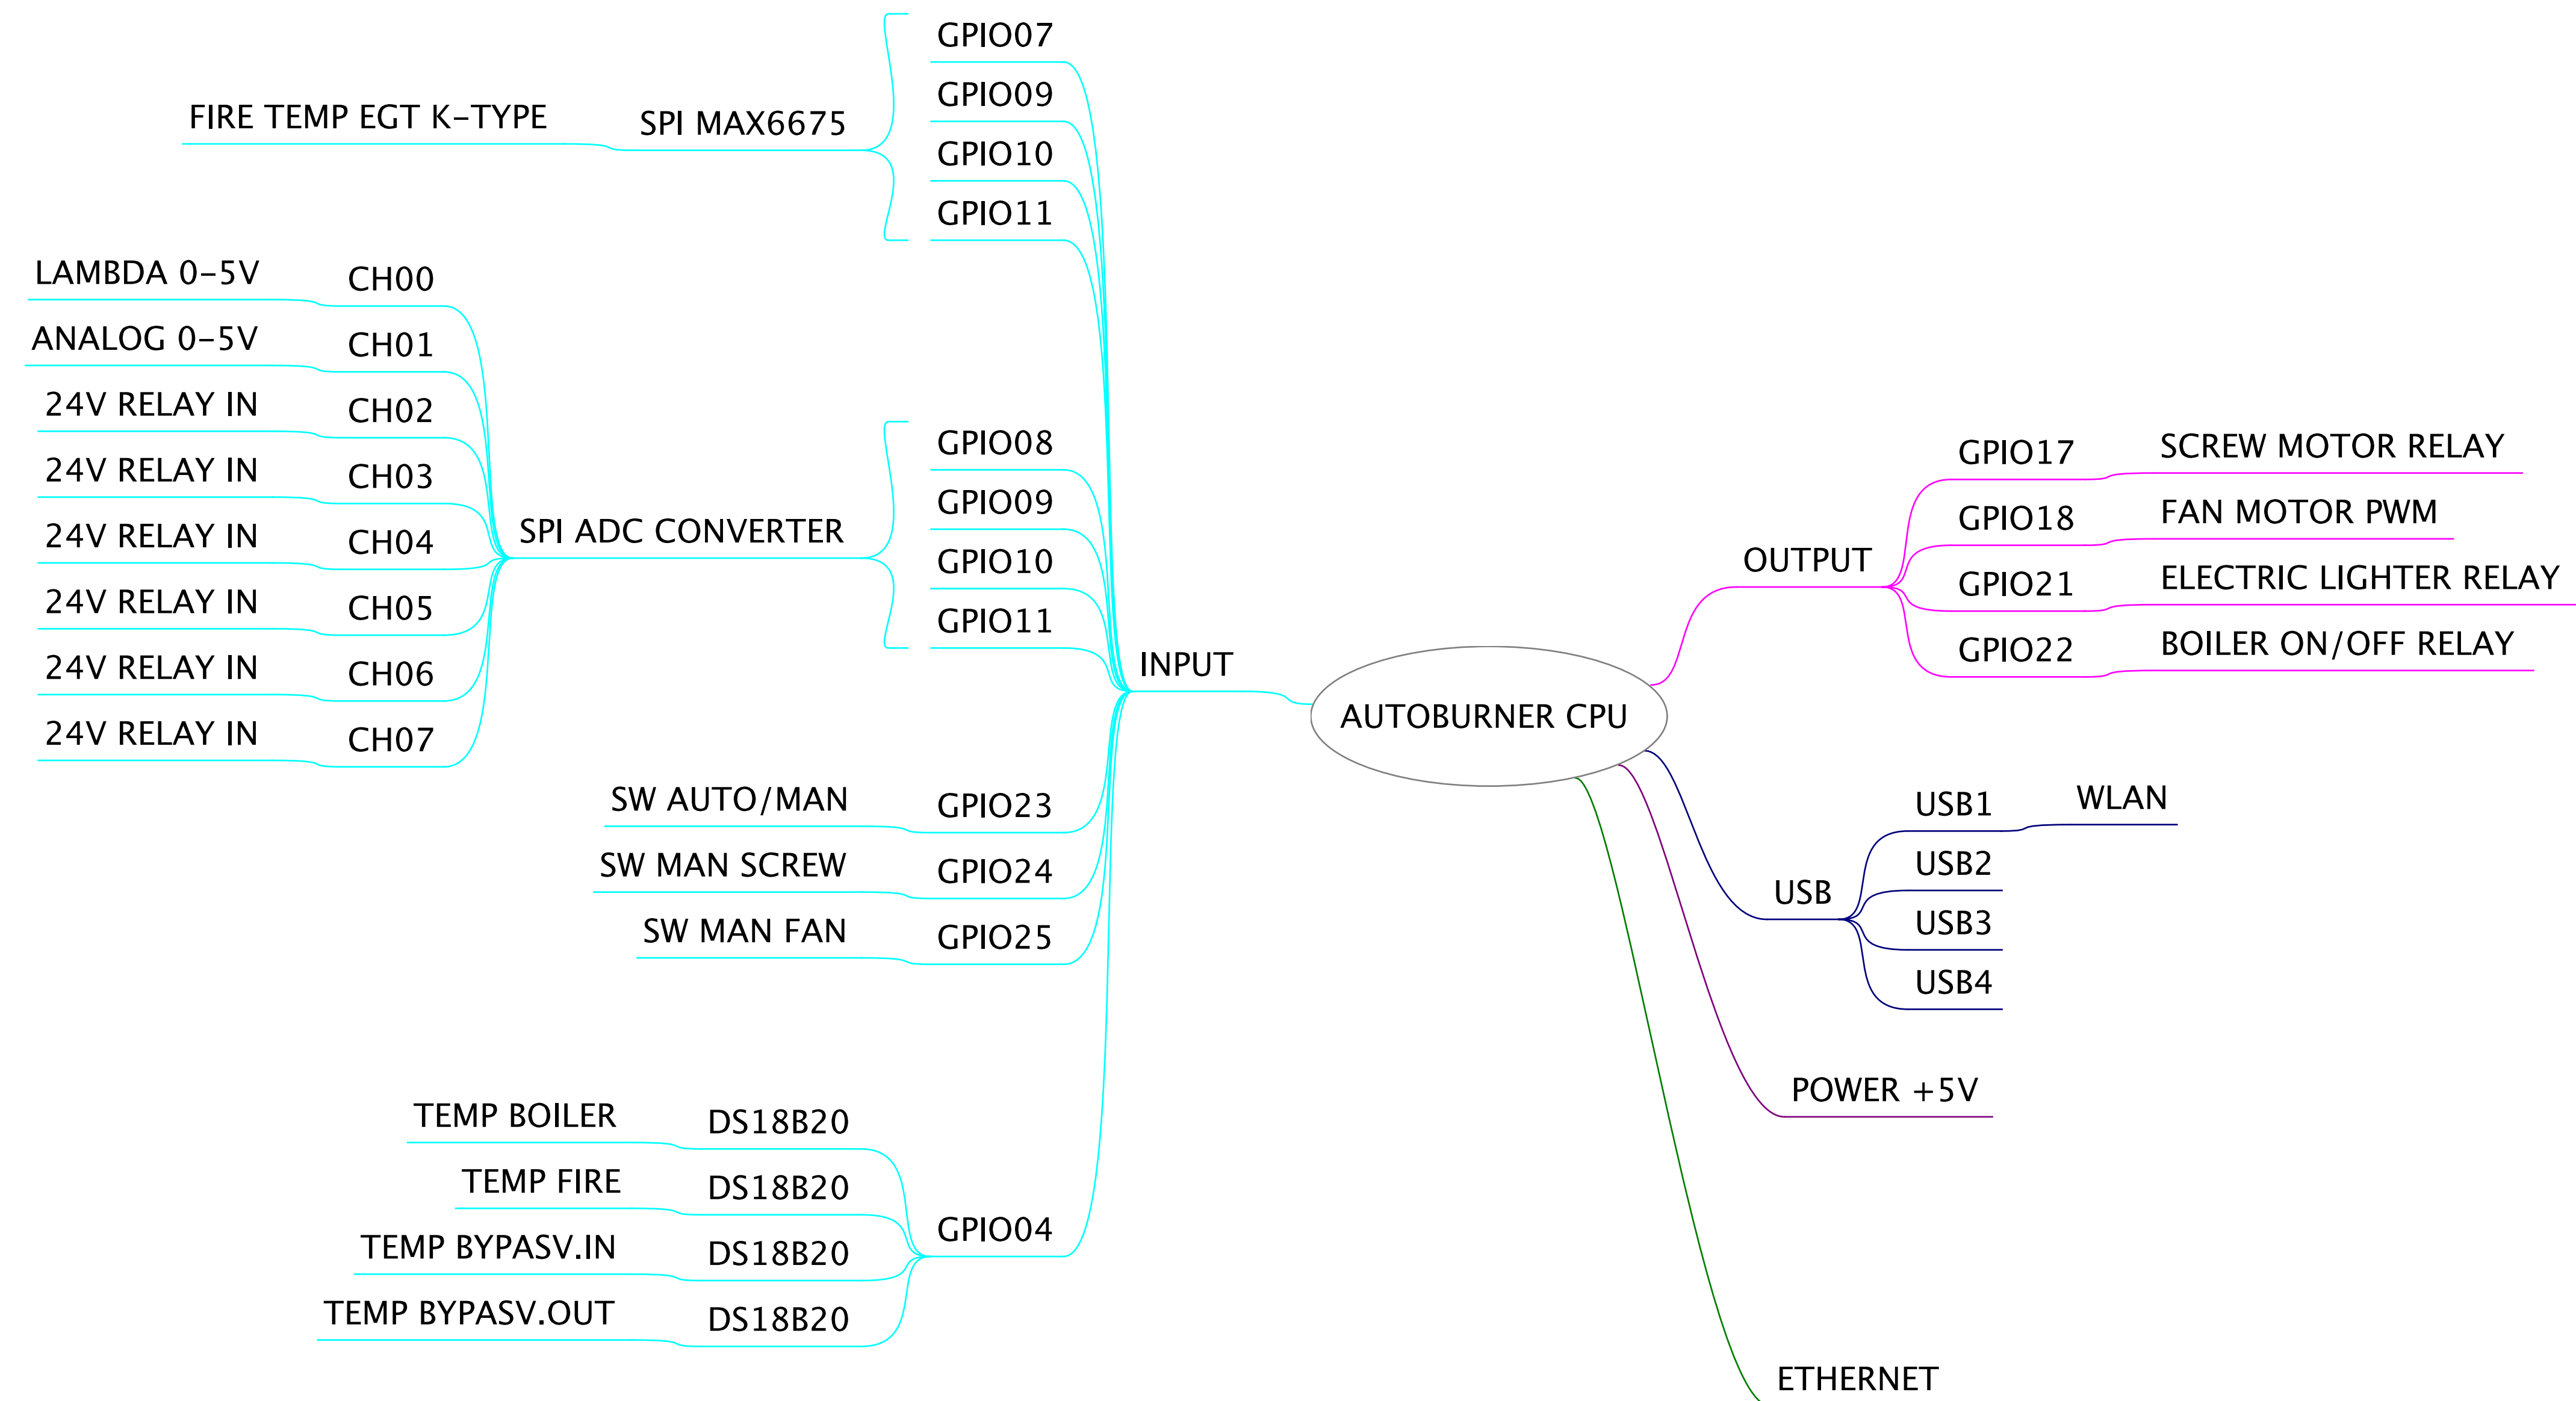 GPIO07
GPIO09
FIRE TEMP EGT K-TYPE
SPI MAX6675
GPIO10
GPIO11
LAMBDA 0-5V
CH00
ANALOG 0-5V
CH01
24V RELAY IN
CH02
24V RELAY IN
CH03
24V RELAY IN
CH04
24V RELAY IN
CH05
24V RELAY IN
CH06
24V RELAY IN
CH07
SPI ADC CONVERTER
GPIO08
GPIO09
GPIO10
GPIO11
INPUT
SW AUTO/MAN
GPIO23
SW MAN SCREW
GPIO24
SW MAN FAN
GPIO25
TEMP BOILER
DS18B20
TEMP FIRE
DS18B20
TEMP BYPASV.IN
DS18B20
TEMP BYPASV.OUT
DS18B20
GPIO04
AUTOBURNER CPU
OUTPUT
GPIO17
SCREW MOTOR RELAY
GPIO18
FAN MOTOR PWM
GPIO21
ELECTRIC LIGHTER RELAY
GPIO22
BOILER ON/OFF RELAY
USB
USB1
WLAN
USB2
USB3
USB4
POWER +5V
ETHERNET